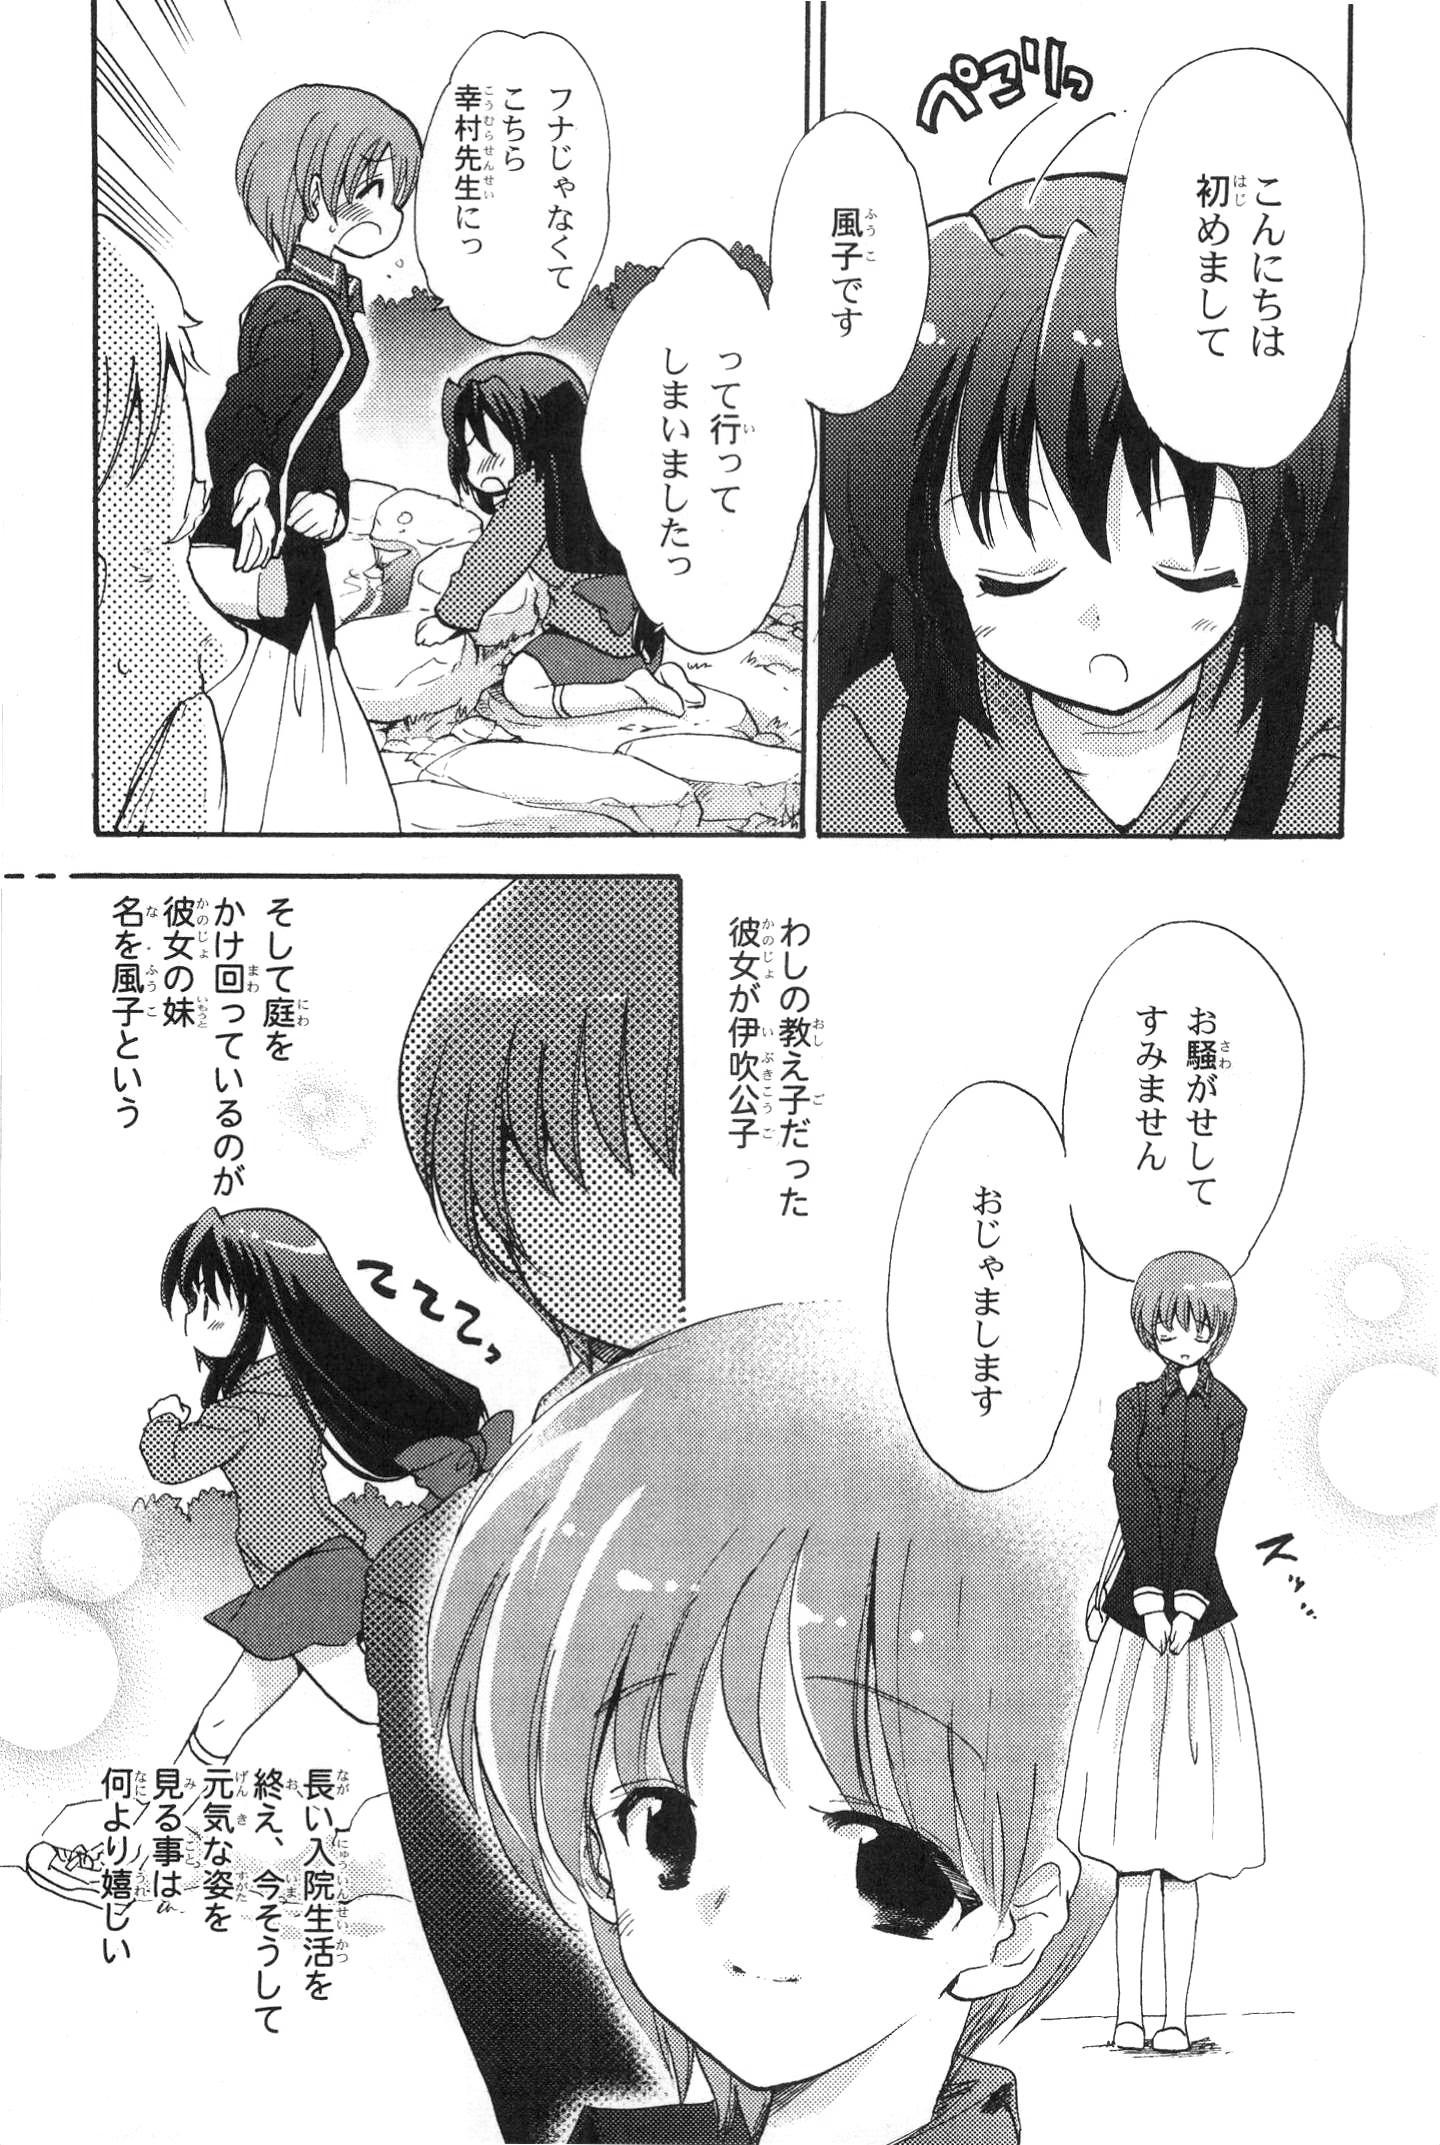 こんにちは
初めまして
ぺこりっ
風子です
って行って
しまいましたっ
フナじゃなくて
こちら
幸村先生にっ
お騒がせして
すみません
おじゃまします
スッ…
わしの教え子だった
彼女が伊吹公子
そして庭を
かけ回っているのが
彼女の妹
名を風子という
ててててっ
長い入院生活を
終え、今そうして
元気な姿を
見る事は
何より嬉しい